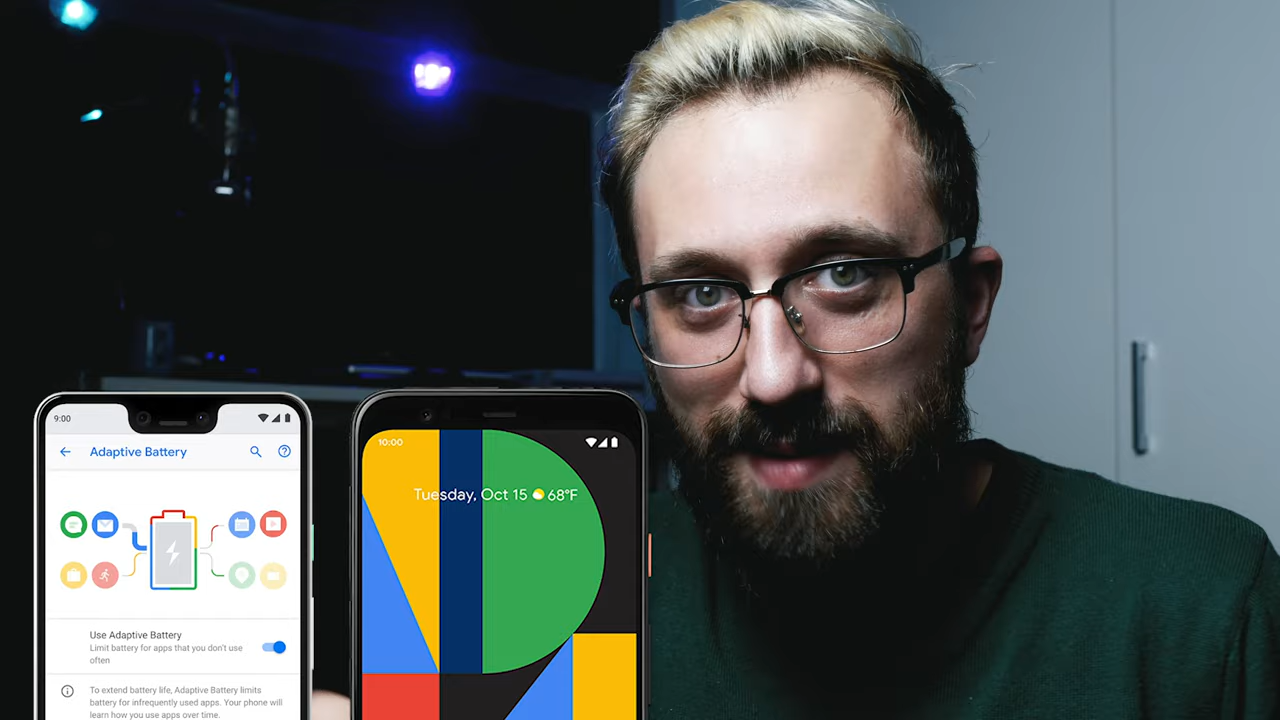 9:00
Adaptive Battery
Use Adaptive Battery
Limit battery for apps that you don't use
often
To extend battery life, Adaptive Battery limits
battery for infrequently used apps. Your phone will
learn how you use apps over time.
10:00
Tuesday, Oct 15 68°F